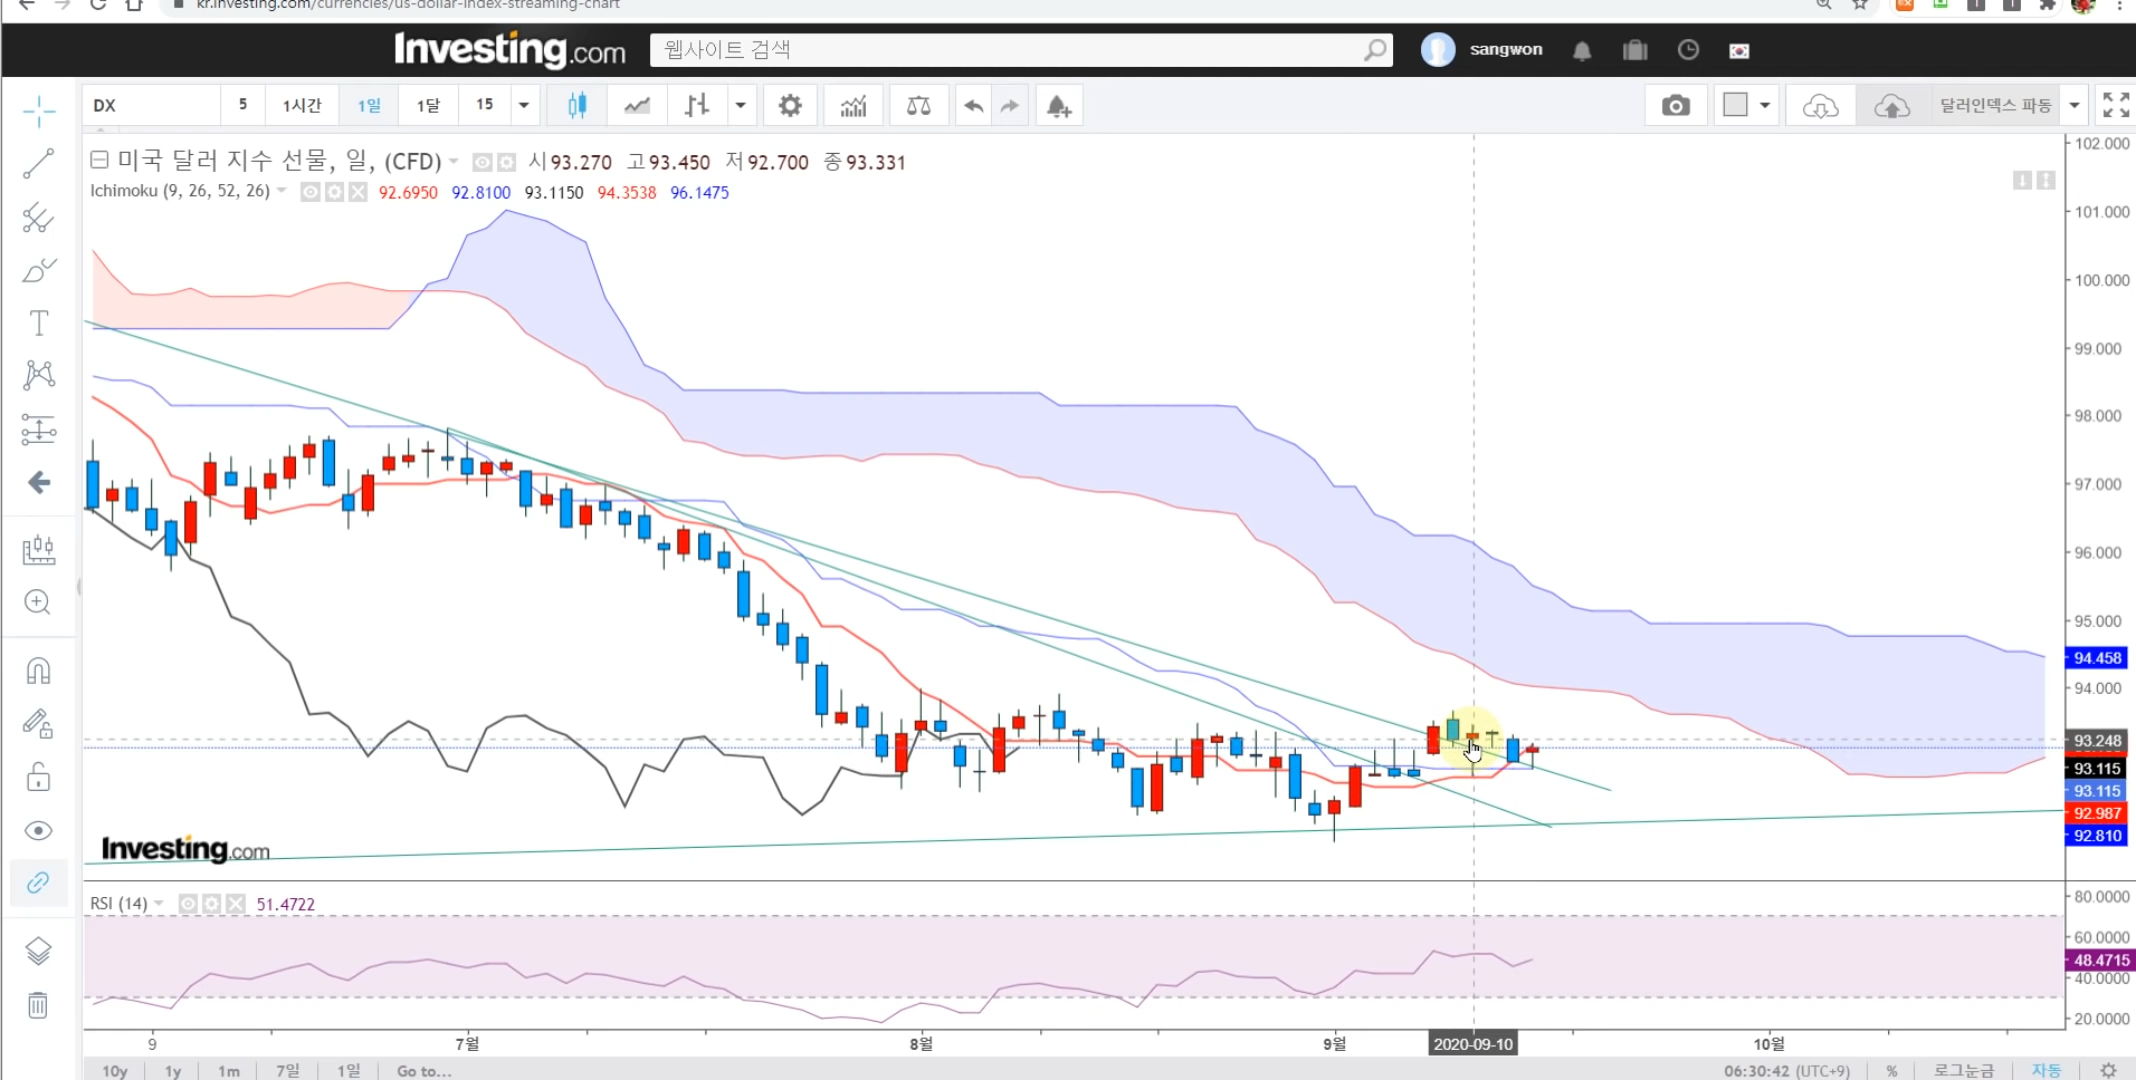 kr.investing.com/currencies/us-dollar-index-streaming-chart
Investing.com 웹사이트 검색 sangwon
DX 5 1시간 1일 1달 15 달러인덱스 파동
미국 달러 지수 선물, 일, (CFD) 시93.270 고93.450 저92.700 종93.331
Ichimoku (9, 26, 52, 26) 92.6950 92.8100 93.1150 94.3538 96.1475
102.000
101.000
100.000
99.000
98.000
97.000
96.000
95.000
94.458
94.000
93.248
93.115
93.115
92.987
92.810
Investing.com
RSI (14) 51.4722
80.0000
60.0000
48.4715
40.0000
20.0000
9 7월 8월 9월 2020-09-10 10월
10y 1y 1m 7일 1일 Go to... 06:30:42 (UTC+9) % 로그눈금 자동